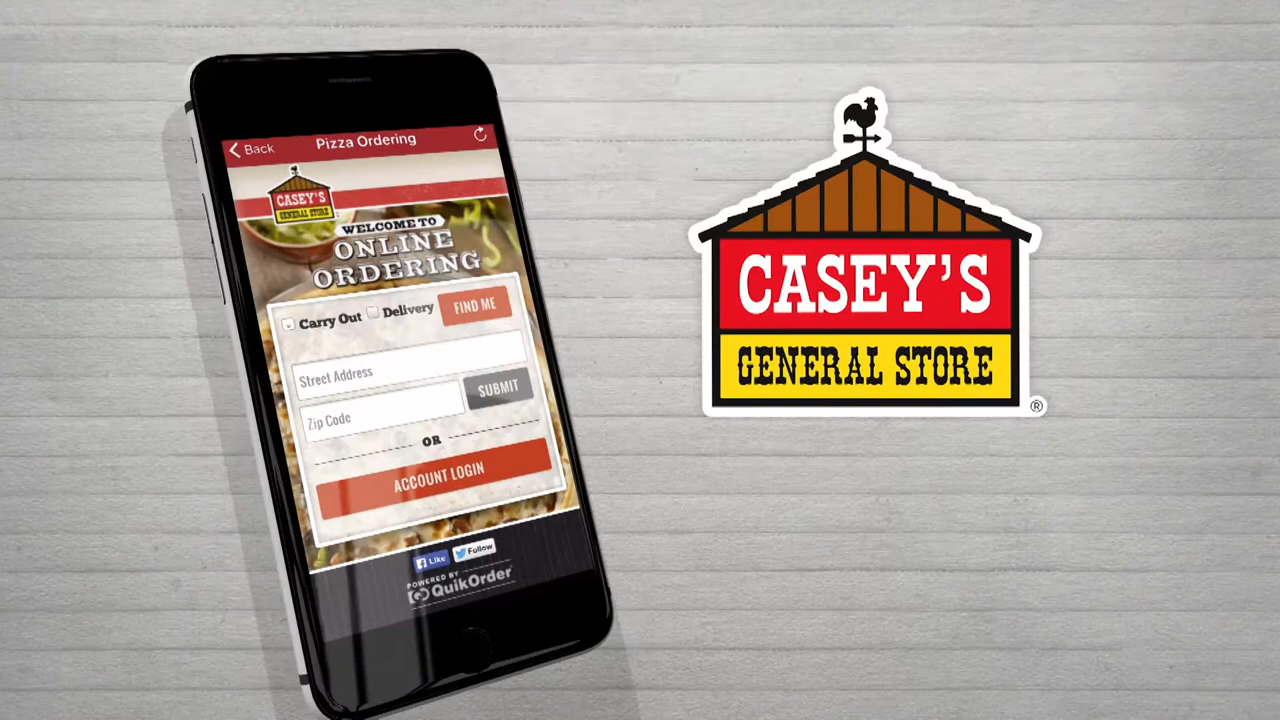 Back
Pizza Ordering
CASEY'S
GENERAL STORE
WELCOME TO
ONLINE
ORDERING
Carry Out
Delivery
FIND ME
Street Address
Zip Code
SUBMIT
OR
ACCOUNT LOGIN
Like
Follow
POWERED BY
QuikOrder
CASEY'S
GENERAL STORE
®